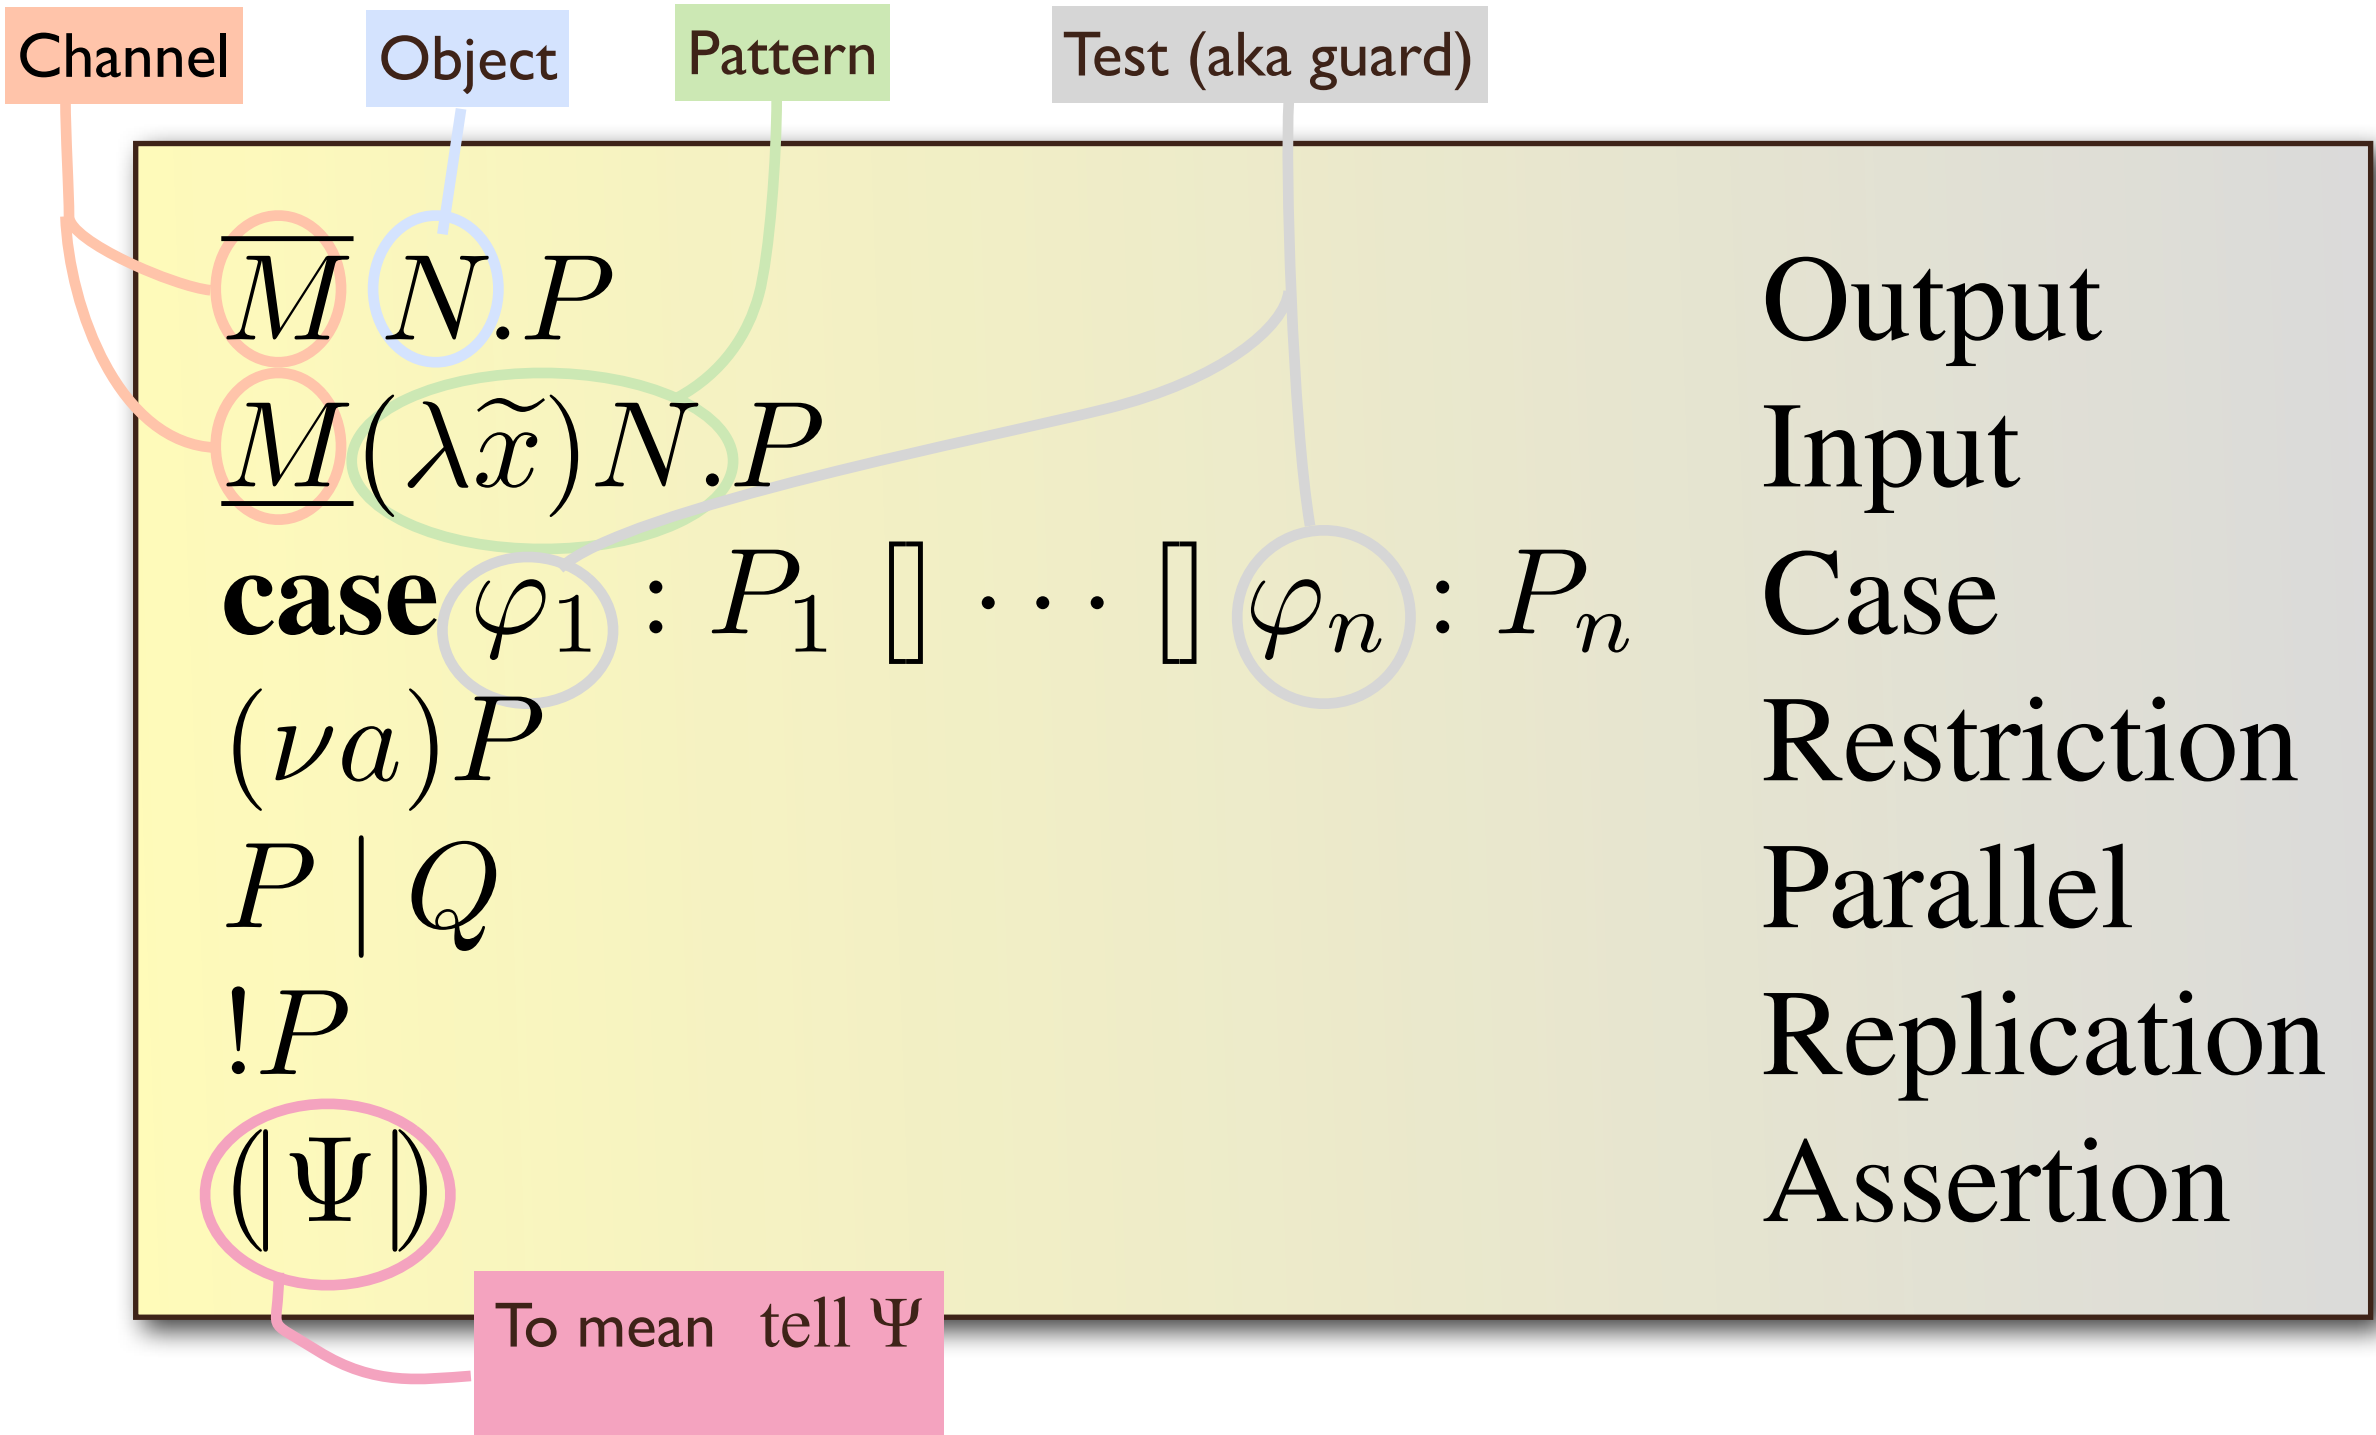 Channel Object Pattern Test (aka guard)
M̅ N.P Output
M̲(λx̃)N.P Input
case φ₁ : P₁ [] ··· [] φₙ : Pₙ Case
(νa)P Restriction
P | Q Parallel
!P Replication
(|Ψ|) Assertion
To mean tell Ψ